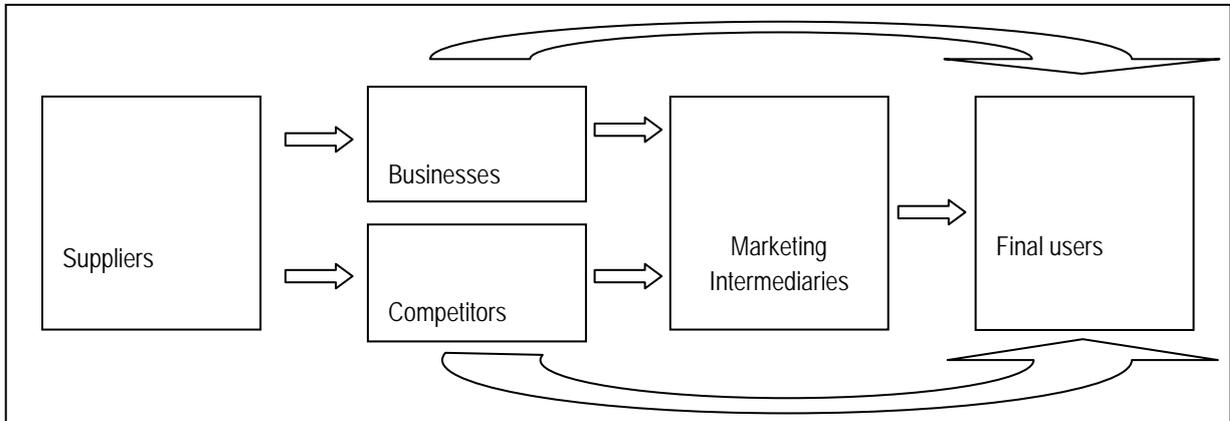 Suppliers
Businesses
Competitors
Marketing
Intermediaries
Final users